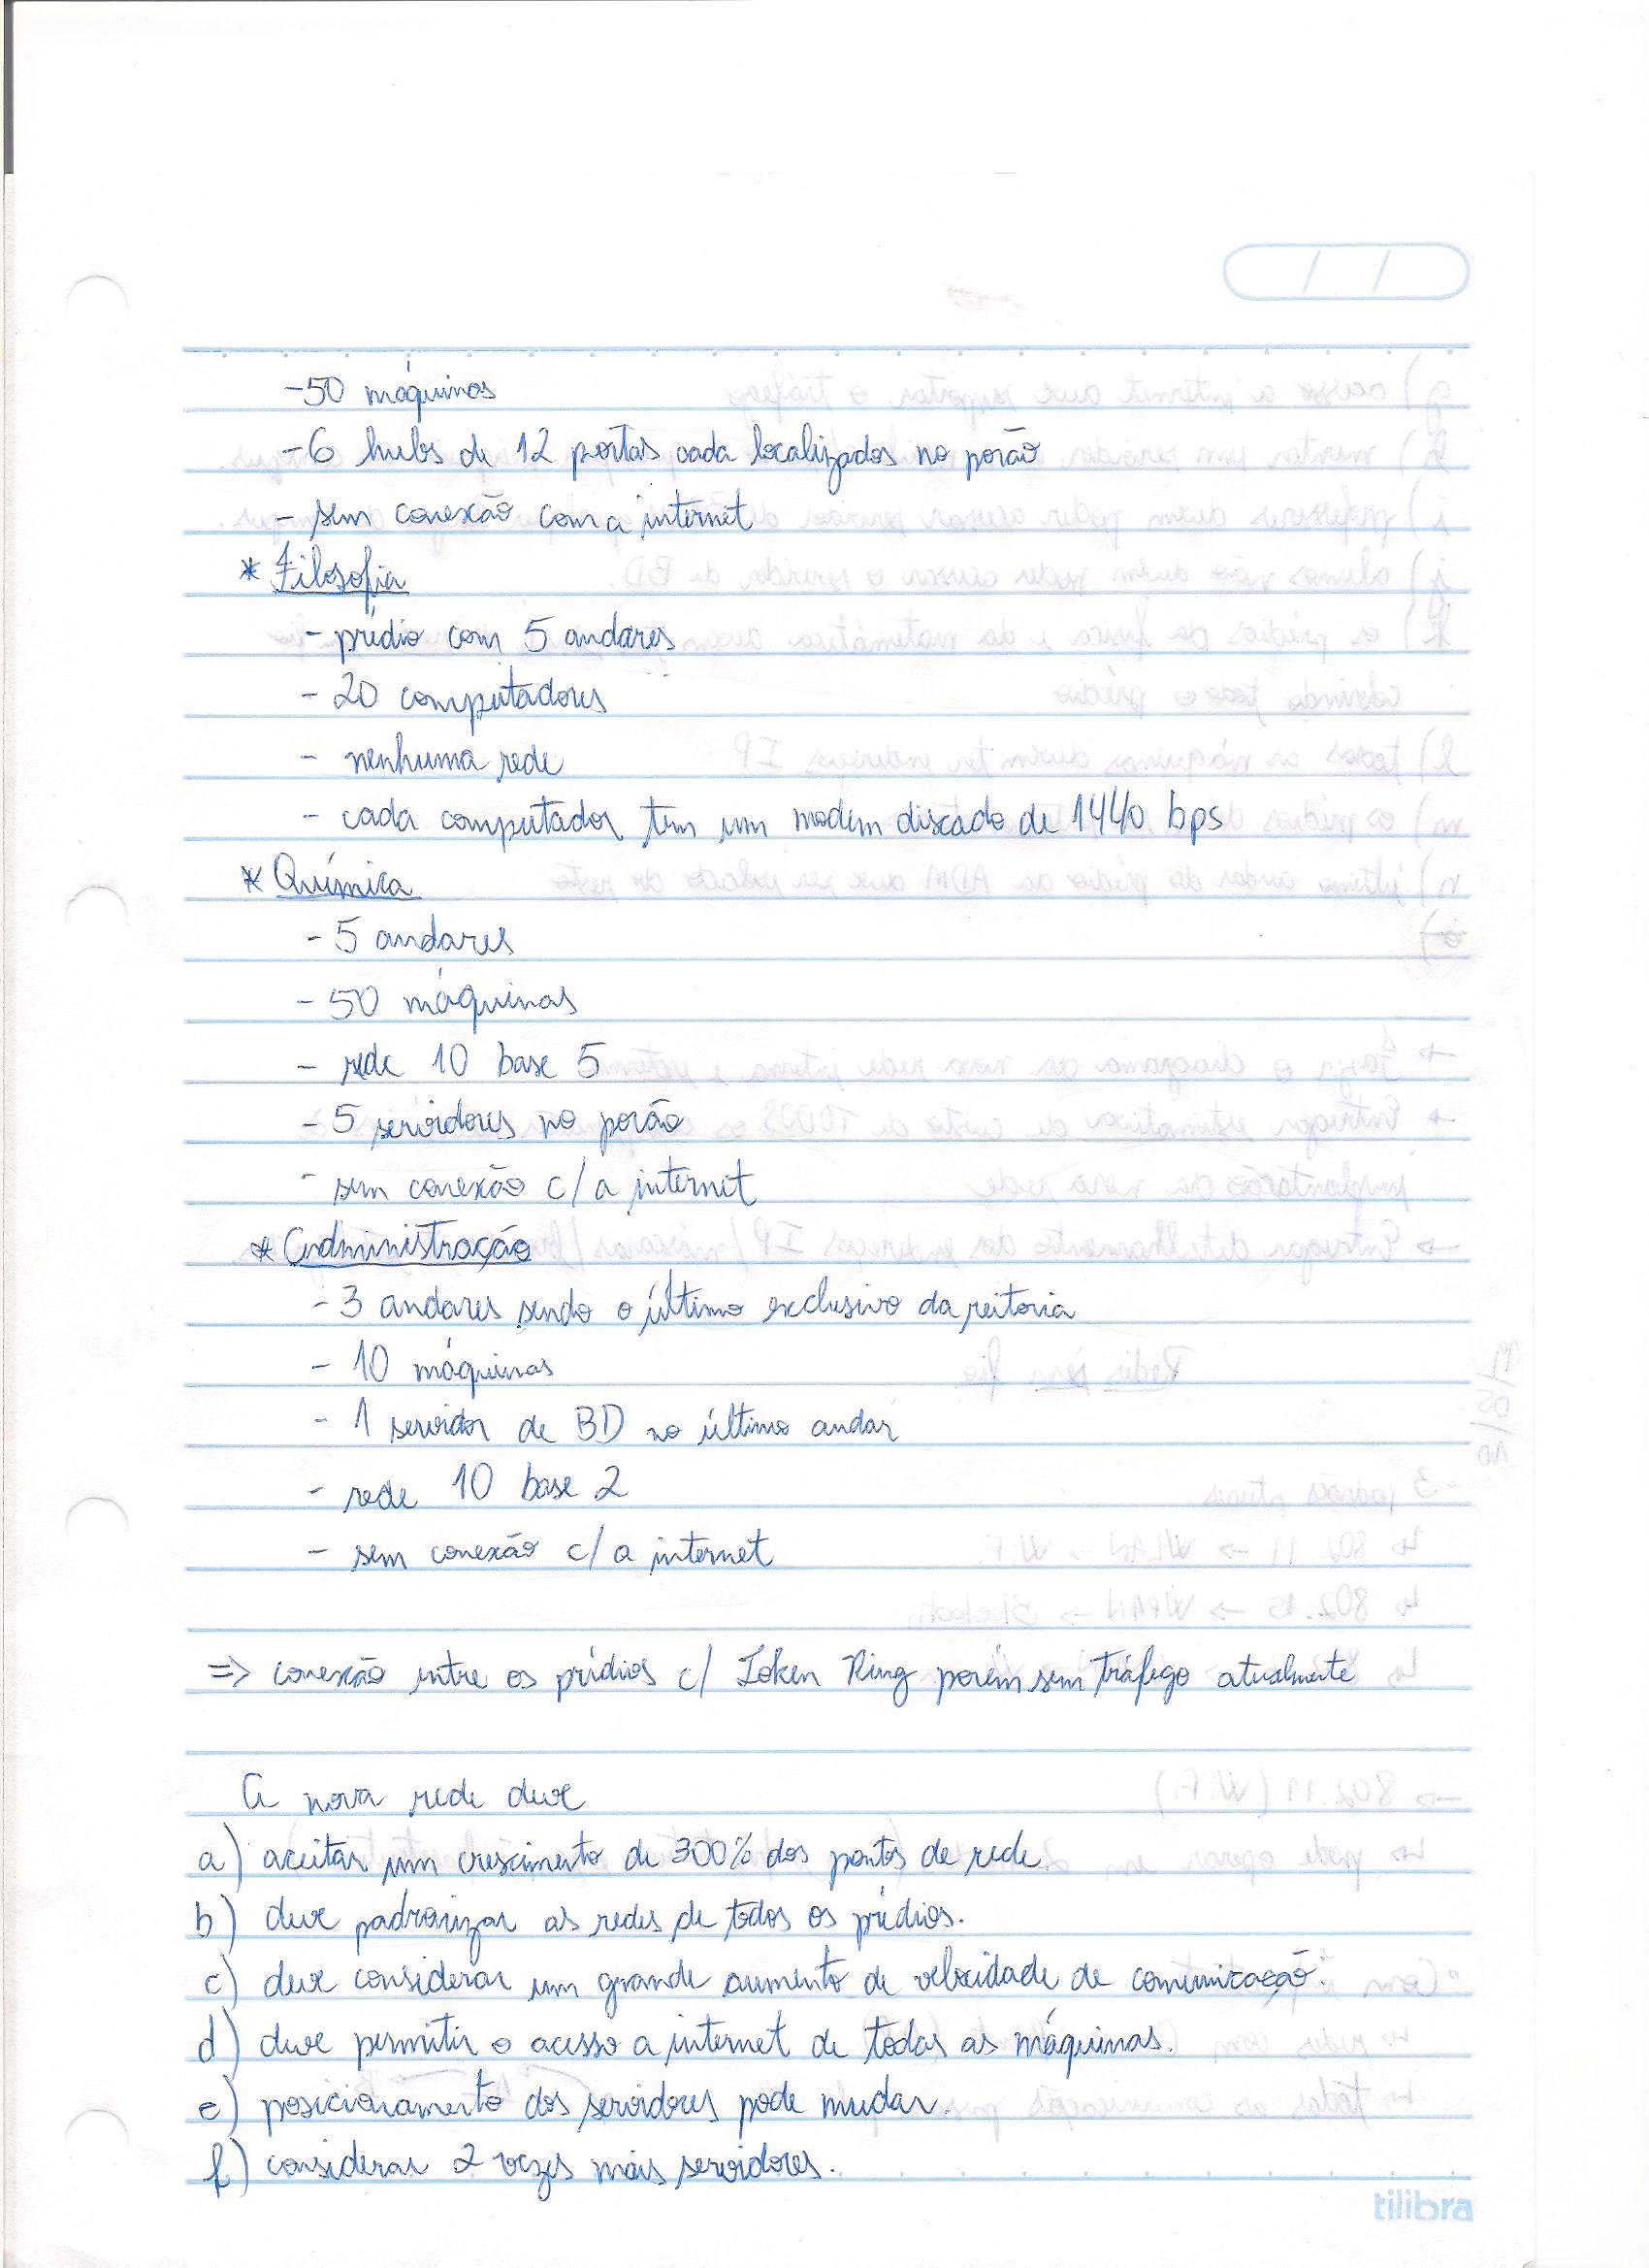 -50 máquinas
-6 hubs de 12 portas cada localizados no porão
- sem conexão com a internet
* Filosofia
- prédio com 5 andares
- 20 computadores
- nenhuma rede
- cada computador tem um modem discado de 1440 bps
* Química
- 5 andares
- 50 máquinas
- rede 10 base 5
- 5 servidores no porão
- sem conexão c/ a internet
* Administração
- 3 andares sendo o último exclusivo da reitoria
- 10 máquinas
- 1 servidor de BD no último andar
- rede 10 base 2
- sem conexão c/ a internet
=> conexão entre os prédios c/ Token Ring porém sem tráfego atualmente
A nova rede deve
a) aceitar um crescimento de 300% dos pontos de rede
b) deve padronizar as redes de todos os prédios.
c) deve considerar um grande aumento de velocidade de comunicação.
d) deve permitir o acesso a internet de todas as máquinas.
e) posicionamento dos servidores pode mudar.
f) considerar 2 vezes mais servidores.
tilibra